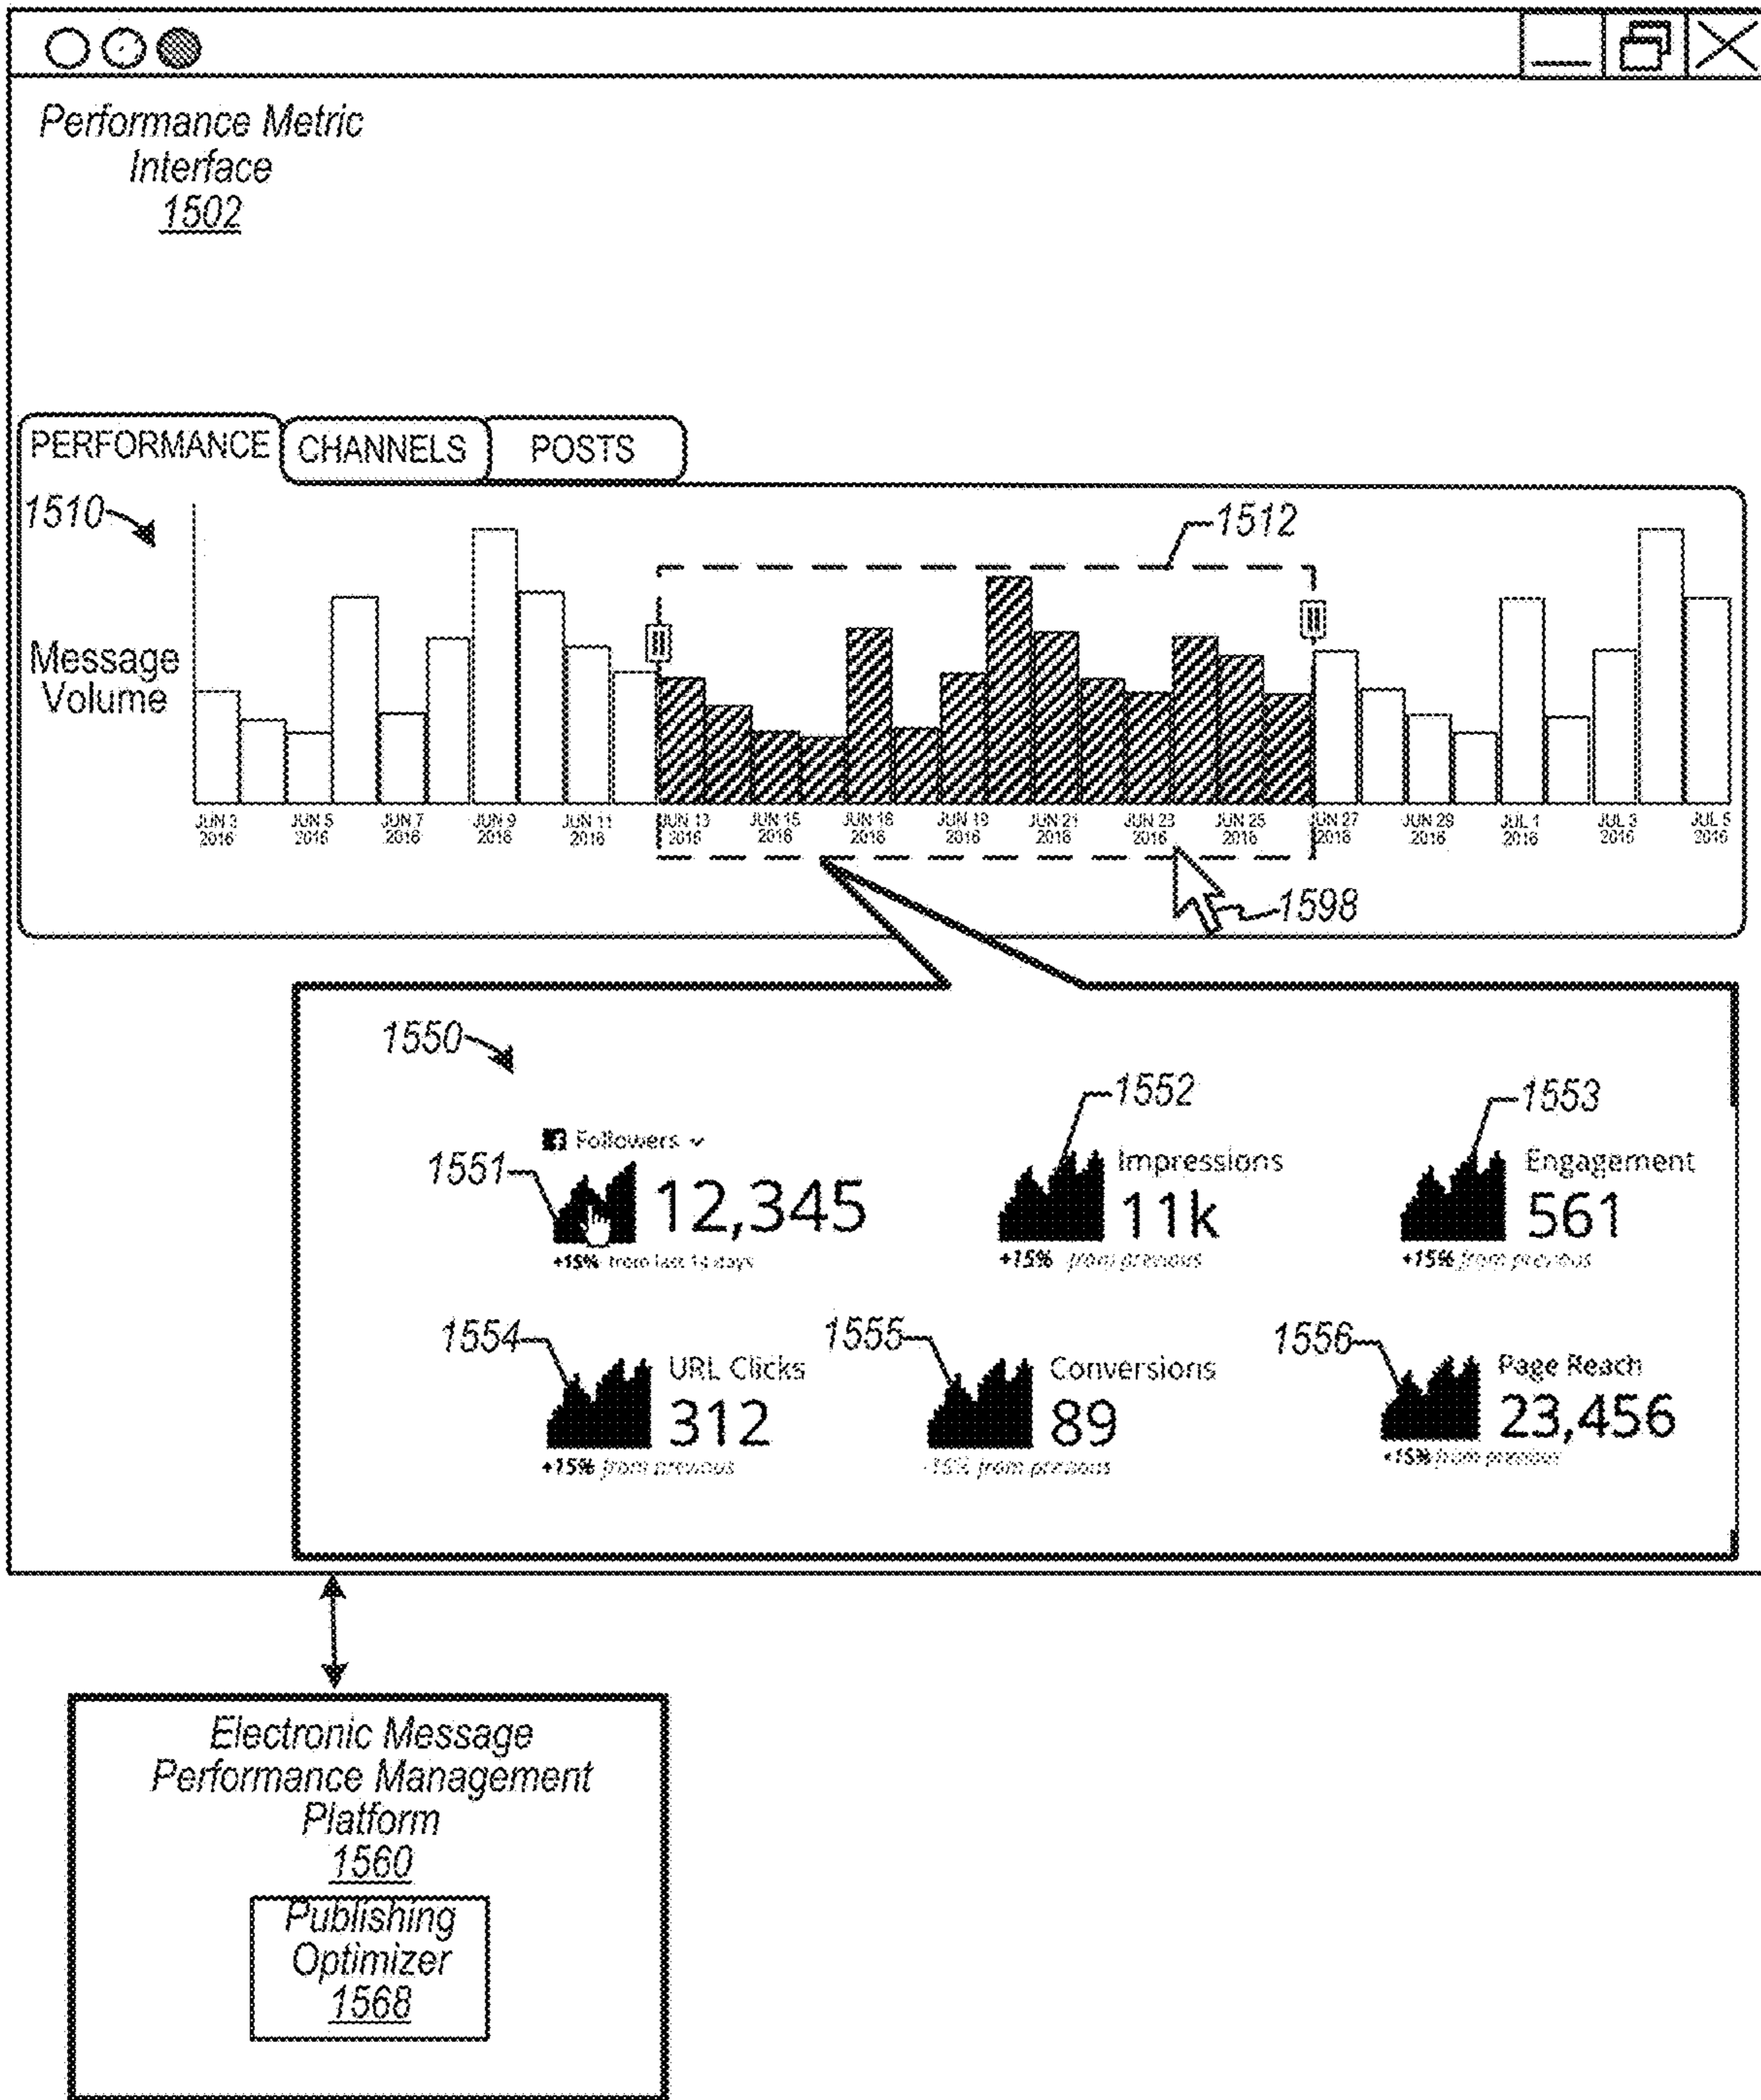 Performance Metric
Interface
1502
PERFORMANCE
CHANNELS
POSTS
1510
1512
Message
Volume
JUN 3
2016
JUN 5
2016
JUN 7
2016
JUN 9
2016
JUN 11
2016
JUN 13
2016
JUN 15
2016
JUN 19
2016
JUN 21
2016
JUN 23
2016
JUN 25
2016
JUN 27
2016
JUN 29
2016
JUL 1
2016
JUL 3
2016
JUL 5
2016
1598
1550
1551
Followers
12,345
+15% from last 14 days
1552
Impressions
11k
+15% from previous
1553
Engagement
561
+15% from previous
1554
URL Clicks
312
+15% from previous
1555
Conversions
89
-15% from previous
1556
Page Reach
23,456
+15% from previous
Electronic Message
Performance Management
Platform
1560
Publishing
Optimizer
1568